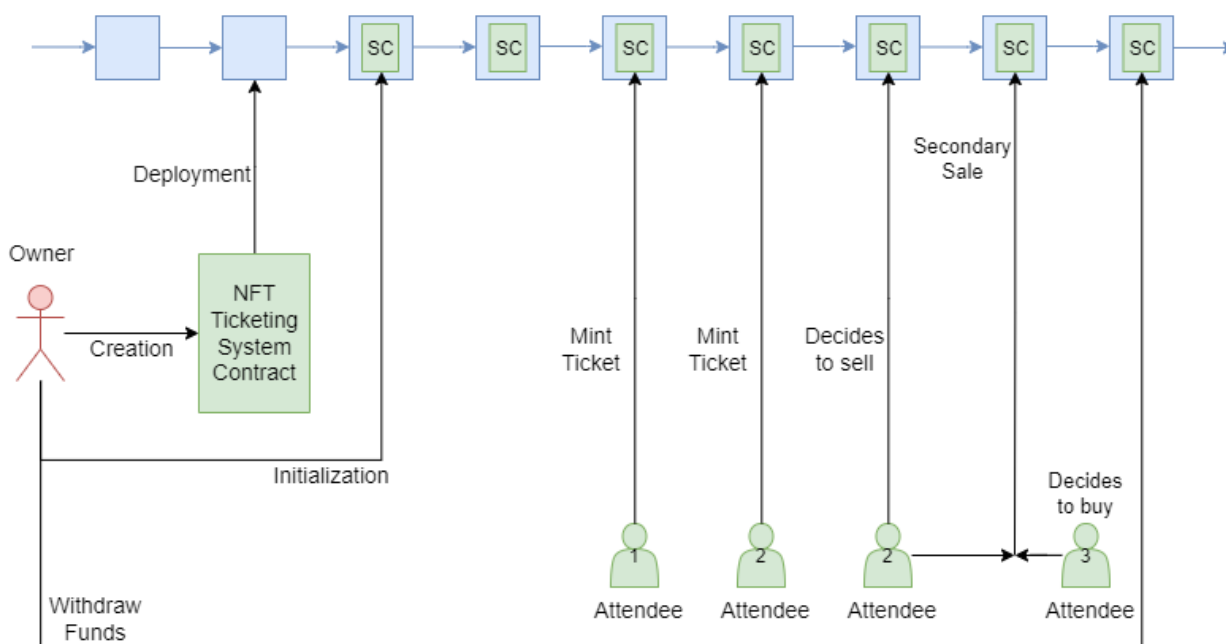 SC
SC
SC
SC
SC
SC
SC
Deployment
Secondary
Sale
Owner
NFT
Ticketing
System
Contract
Creation
Mint
Ticket
Mint
Ticket
Decides
to sell
Initialization
Decides
to buy
1
2
2
3
Attendee
Attendee
Attendee
Attendee
Withdraw
Funds